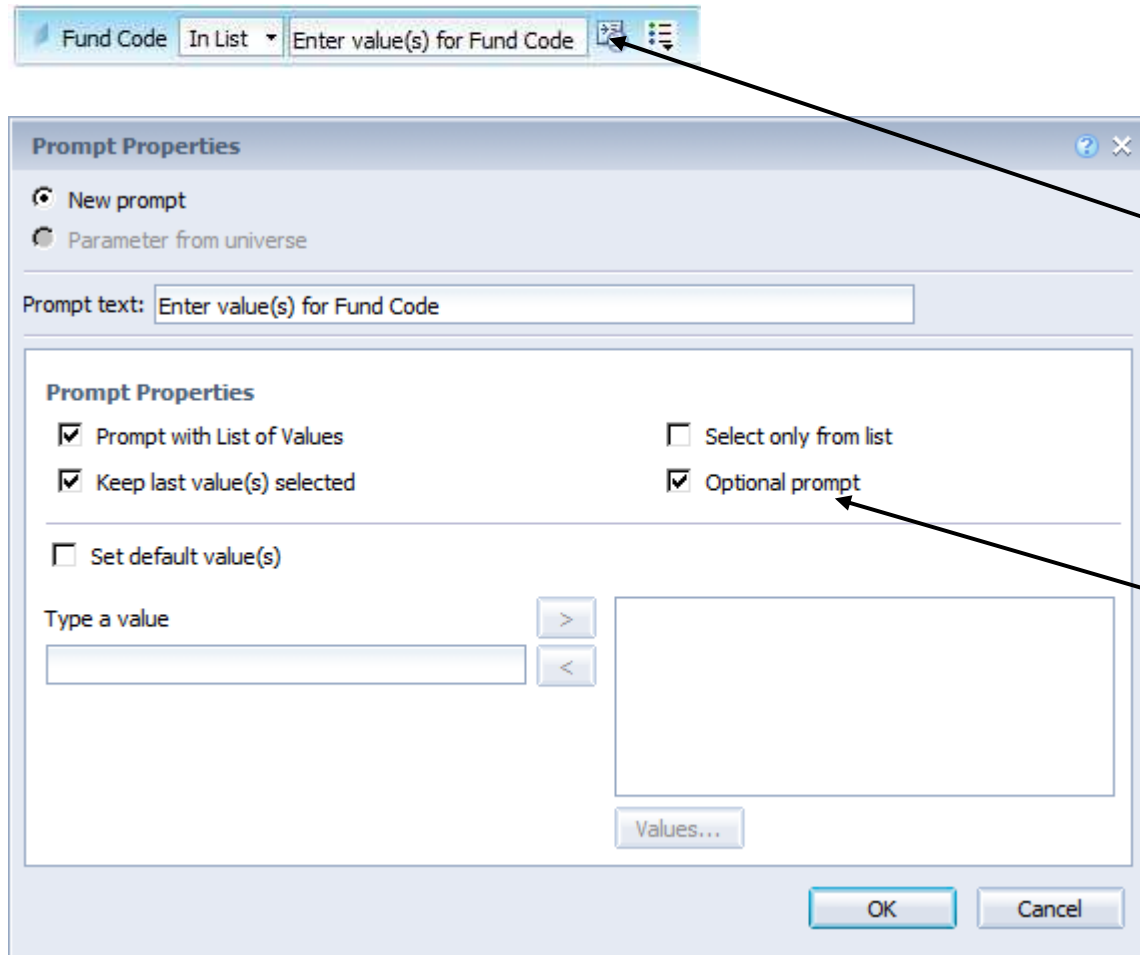 Fund Code In List Enter value(s) for Fund Code
Prompt Properties
New prompt
Parameter from universe
Prompt text: Enter value(s) for Fund Code
Prompt Properties
Prompt with List of Values Select only from list
Keep last value(s) selected Optional prompt
Set default value(s)
Type a value >
<
Values...
OK Cancel